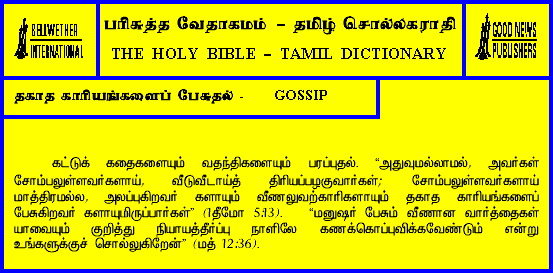 BELLWETHER
INTERNATIONAL
பரிசுத்த வேதாகமம் – தமிழ் சொல்லகராதி
THE HOLY BIBLE – TAMIL DICTIONARY
GOOD NEWS
PUBLISHERS
தகாத காரியங்களைப் பேசுதல் - GOSSIP
கட்டுக் கதைகளையும் வதந்திகளையும் பரப்புதல். “அதுவுமல்லாமல், அவர்கள்
சோம்பலுள்ளவர்களாய், வீடுவீடாய்த் திரியப்பழகுவார்கள்; சோம்பலுள்ளவர்களாய்
மாத்திரமல்ல, அலப்புகிறவர் களாயும் வீணலுவற்காரிகளாயும் தகாத காரியங்களைப்
பேசுகிறவர் களாயுமிருப்பார்கள்” (1தீமோ 5:13). “மனுஷர் பேசும் வீணான வார்த்தைகள்
யாவையும் குறித்து நியாயத்தீர்ப்பு நாளிலே கணக்கொப்புவிக்கவேண்டும் என்று
உங்களுக்குச் சொல்லுகிறேன்” (மத் 12:36).